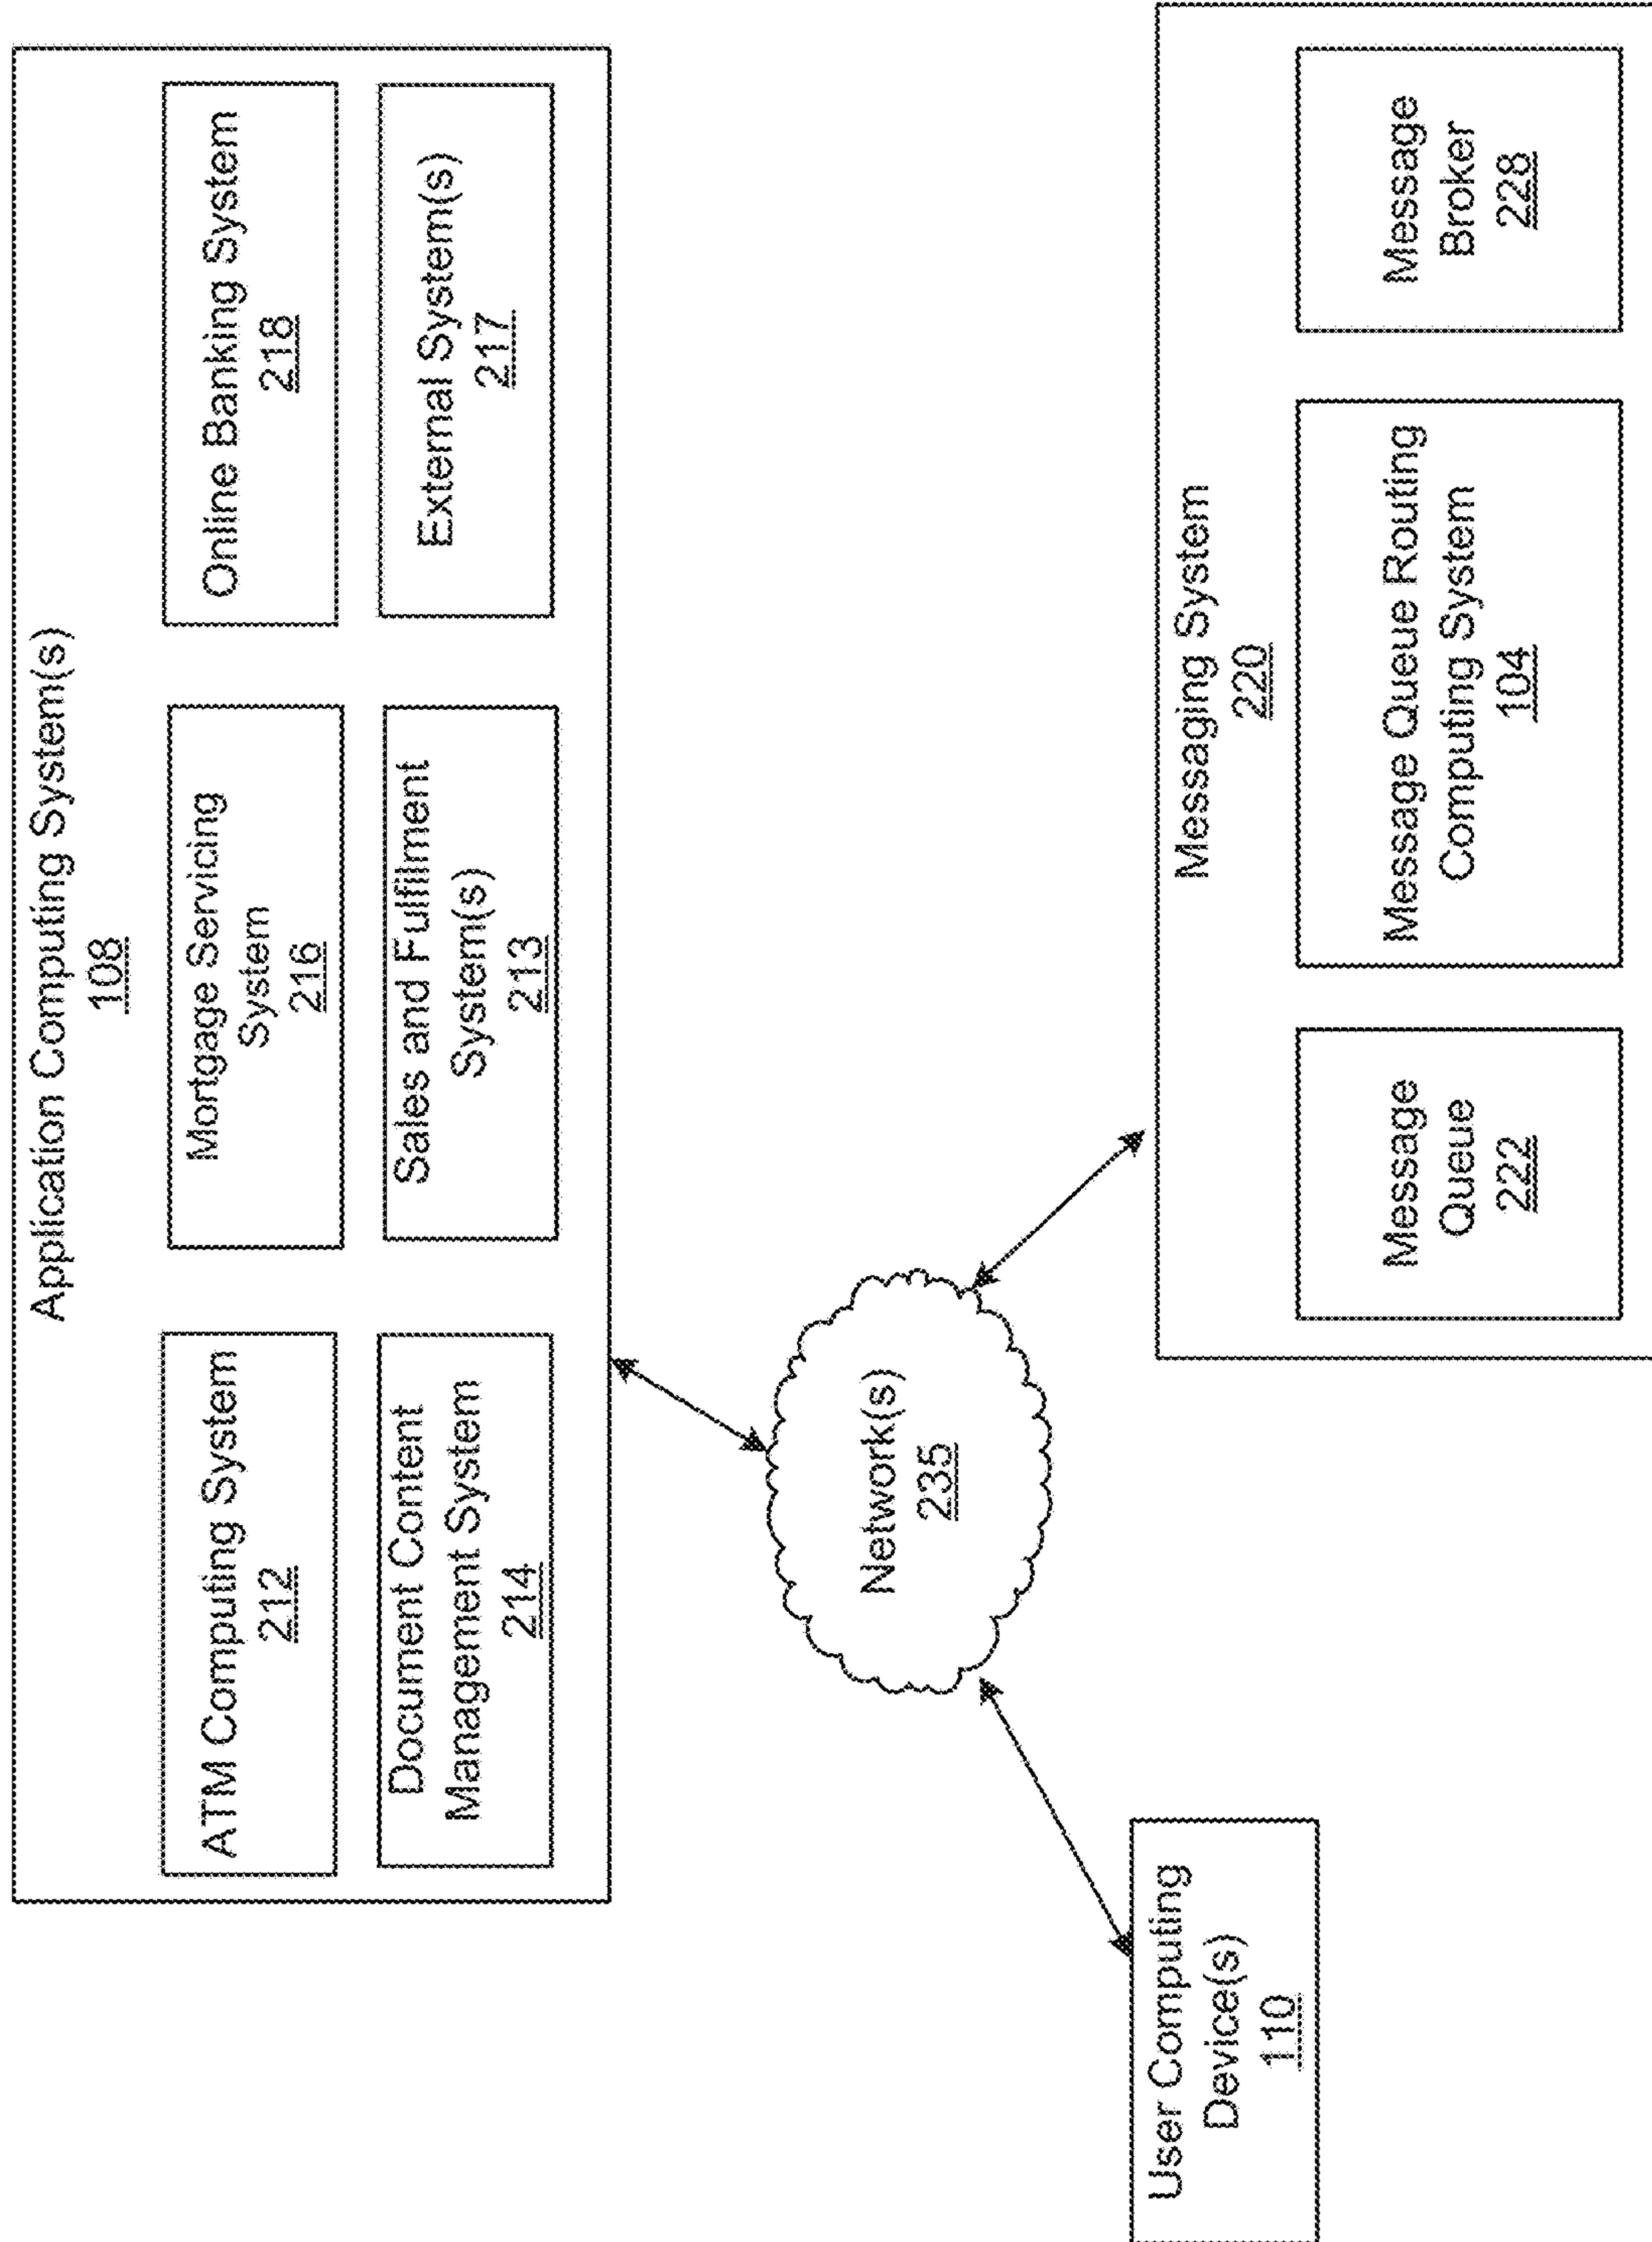 Application Computing System(s)
108
ATM Computing System
212
Mortgage Servicing
System
216
Online Banking System
218
Document Content
Management System
214
Sales and Fulfilment
System(s)
213
External System(s)
217
Network(s)
235
User Computing
Device(s)
110
Messaging System
220
Message
Queue
222
Message Queue Routing
Computing System
104
Message
Broker
228